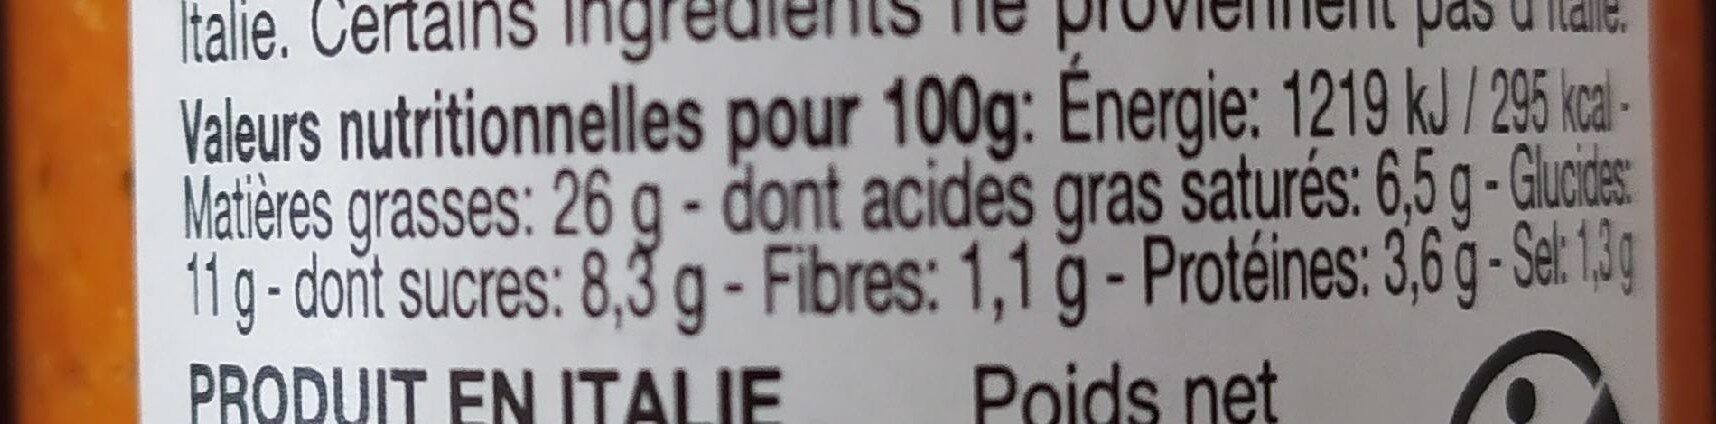 Italie. Certains ingrédients ne proviennent pas d'Italie.
Valeurs nutritionnelles pour 100g: Énergie: 1219 kJ / 295 kcal -
Matières grasses: 26 g - dont acides gras saturés: 6,5 g - Glucides:
11 g - dont sucres: 8,3 g - Fibres: 1,1 g - Protéines: 3,6 g - Sel: 1,3 g
PRODUIT EN ITALIE Poids net